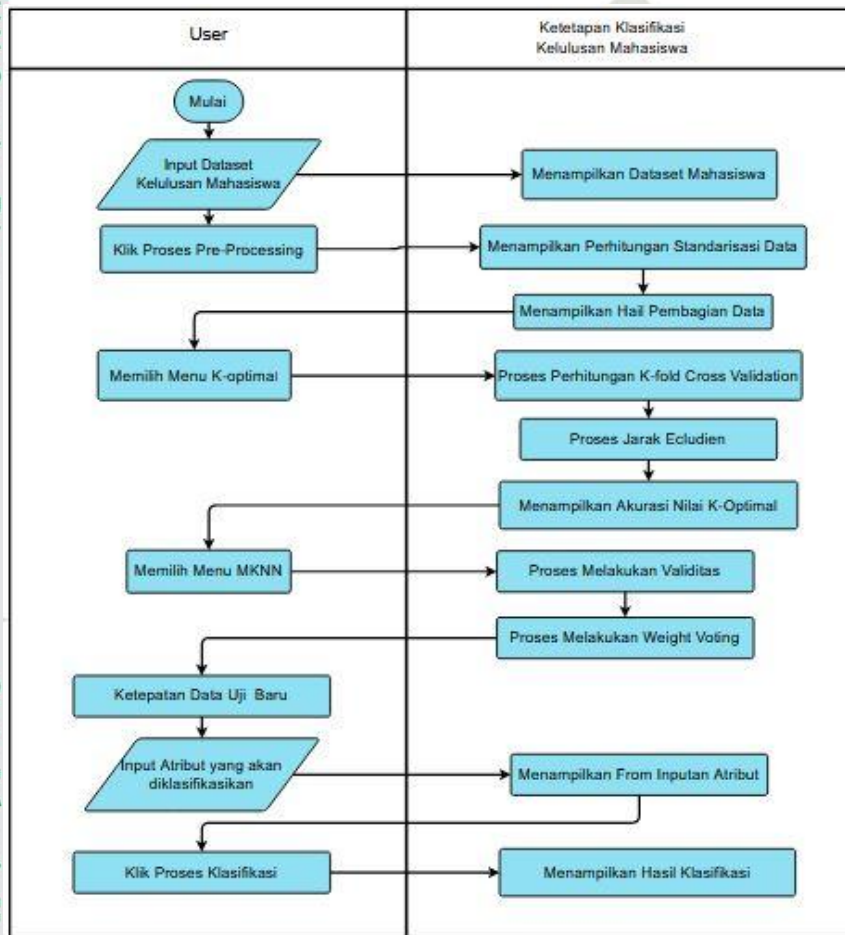 User
Ketetapan Klasifikasi
Kelulusan Mahasiswa
Mulai
Input Dataset
Kelulusan Mahasiswa
Menampilkan Dataset Mahasiswa
Klik Proses Pre-Processing
Menampilkan Perhitungan Standarisasi Data
Menampilkan Hail Pembagian Data
Memilih Menu K-optimal
Proses Perhitungan K-fold Cross Validation
Proses Jarak Ecludien
Menampilkan Akurasi Nilai K-Optimal
Memilih Menu MKNN
Proses Melakukan Validitas
Proses Melakukan Weight Voting
Ketepatan Data Uji Baru
Input Atribut yang akan
diklasifikasikan
Menampilkan From Inputan Atribut
Klik Proses Klasifikasi
Menampilkan Hasil Klasifikasi